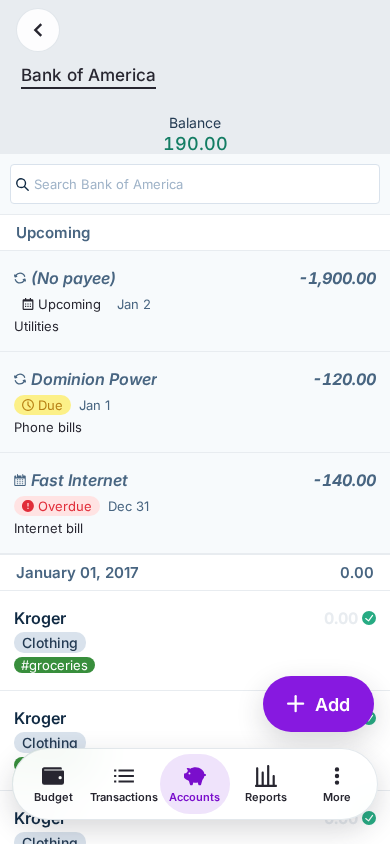 Bank of America
Balance
190.00
Search Bank of America
Upcoming
(No payee) -1,900.00
Upcoming Jan 2
Utilities
Dominion Power -120.00
Due Jan 1
Phone bills
Fast Internet -140.00
Overdue Dec 31
Internet bill
January 01, 2017 0.00
Kroger 0.00
Clothing
#groceries
Kroger
Add
Clothing
Budget Transactions Accounts Reports More
Kroger 0.00
Clothing